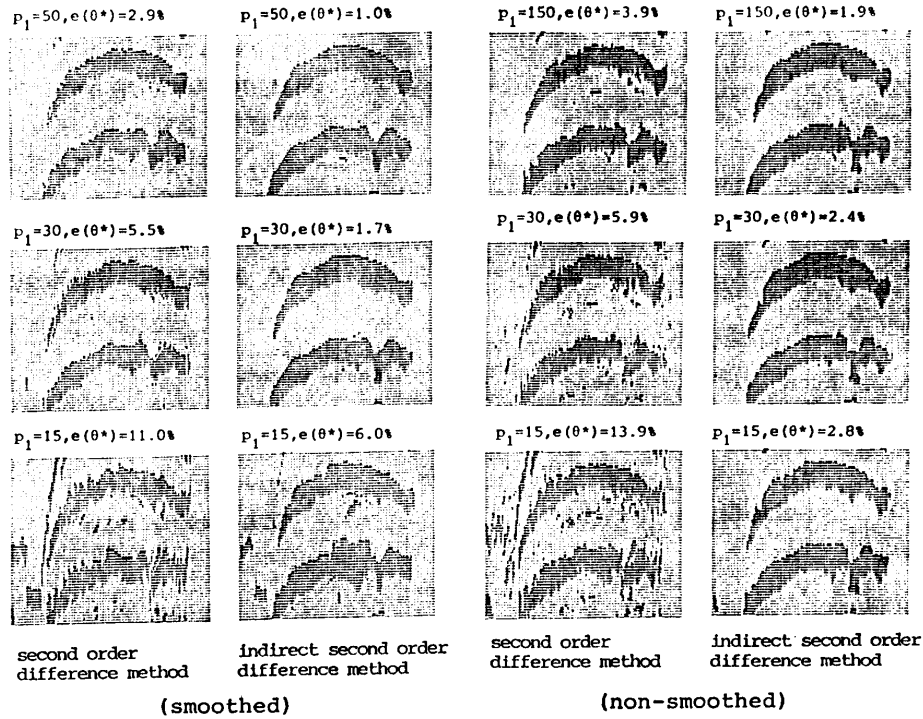 p1=50,e(θ*)=2.9% p1=50,e(θ*)=1.0% p1=150,e(θ*)=3.9% p1=150,e(θ*)=1.9%
p1=30,e(θ*)=5.5% p1=30,e(θ*)=1.7% p1=30,e(θ*)=5.9% p1=30,e(θ*)=2.4%
p1=15,e(θ*)=11.0% p1=15,e(θ*)=6.0% p1=15,e(θ*)=13.9% p1=15,e(θ*)=2.8%
second order
difference method
indirect second order
difference method
second order
difference method
indirect second order
difference method
(smoothed)
(non-smoothed)